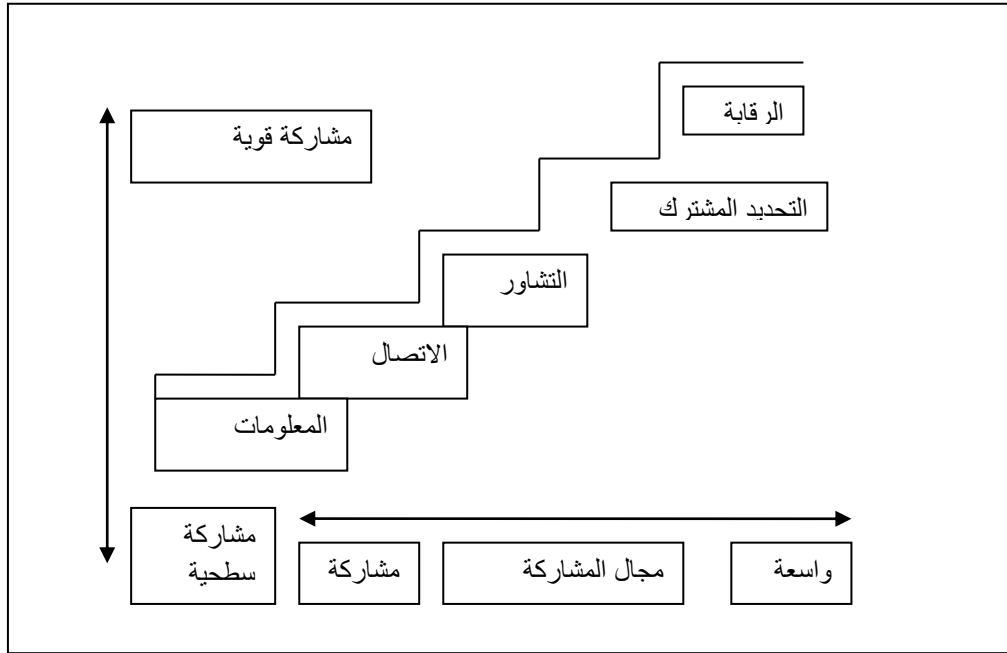 الرقابة
مشاركة قوية
التحديد المشترك
التشاور
الاتصال
المعلومات
مشاركة
سطحية
مشاركة
مجال المشاركة
واسعة